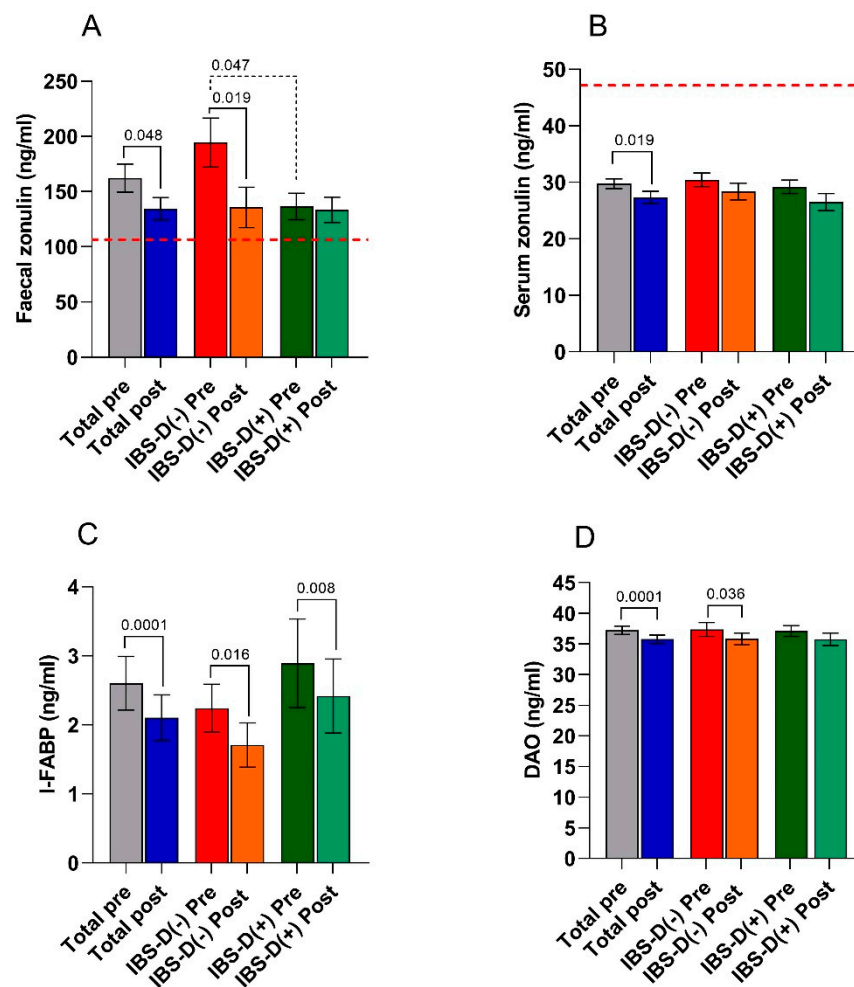 A
Faecal zonulin (ng/ml)
250
200
150
100
50
0
0.047
0.019
0.048
Total pre
Total post
IBS-D(-) Pre
IBS-D(-) Post
IBS-D(+) Pre
IBS-D(+) Post
B
Serum zonulin (ng/ml)
50
40
30
20
10
0
0.019
Total pre
Total post
IBS-D(-) Pre
IBS-D(-) Post
IBS-D(+) Pre
IBS-D(+) Post
C
I-FABP (ng/ml)
4
3
2
1
0
0.0001
0.016
0.008
Total pre
Total post
IBS-D(-) Pre
IBS-D(-) Post
IBS-D(+) Pre
IBS-D(+) Post
D
DAO (ng/ml)
45
40
35
30
25
20
15
10
5
0
0.0001
0.036
Total pre
Total post
IBS-D(-) Pre
IBS-D(-) Post
IBS-D(+) Pre
IBS-D(+) Post